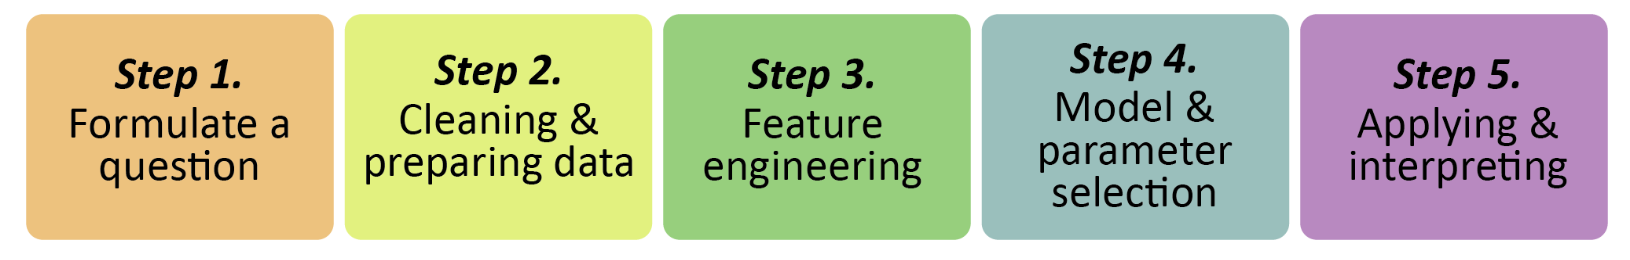 Step 1.
Formulate a
question
Step 2.
Cleaning &
preparing data
Step 3.
Feature
engineering
Step 4.
Model &
parameter
selection
Step 5.
Applying &
interpreting